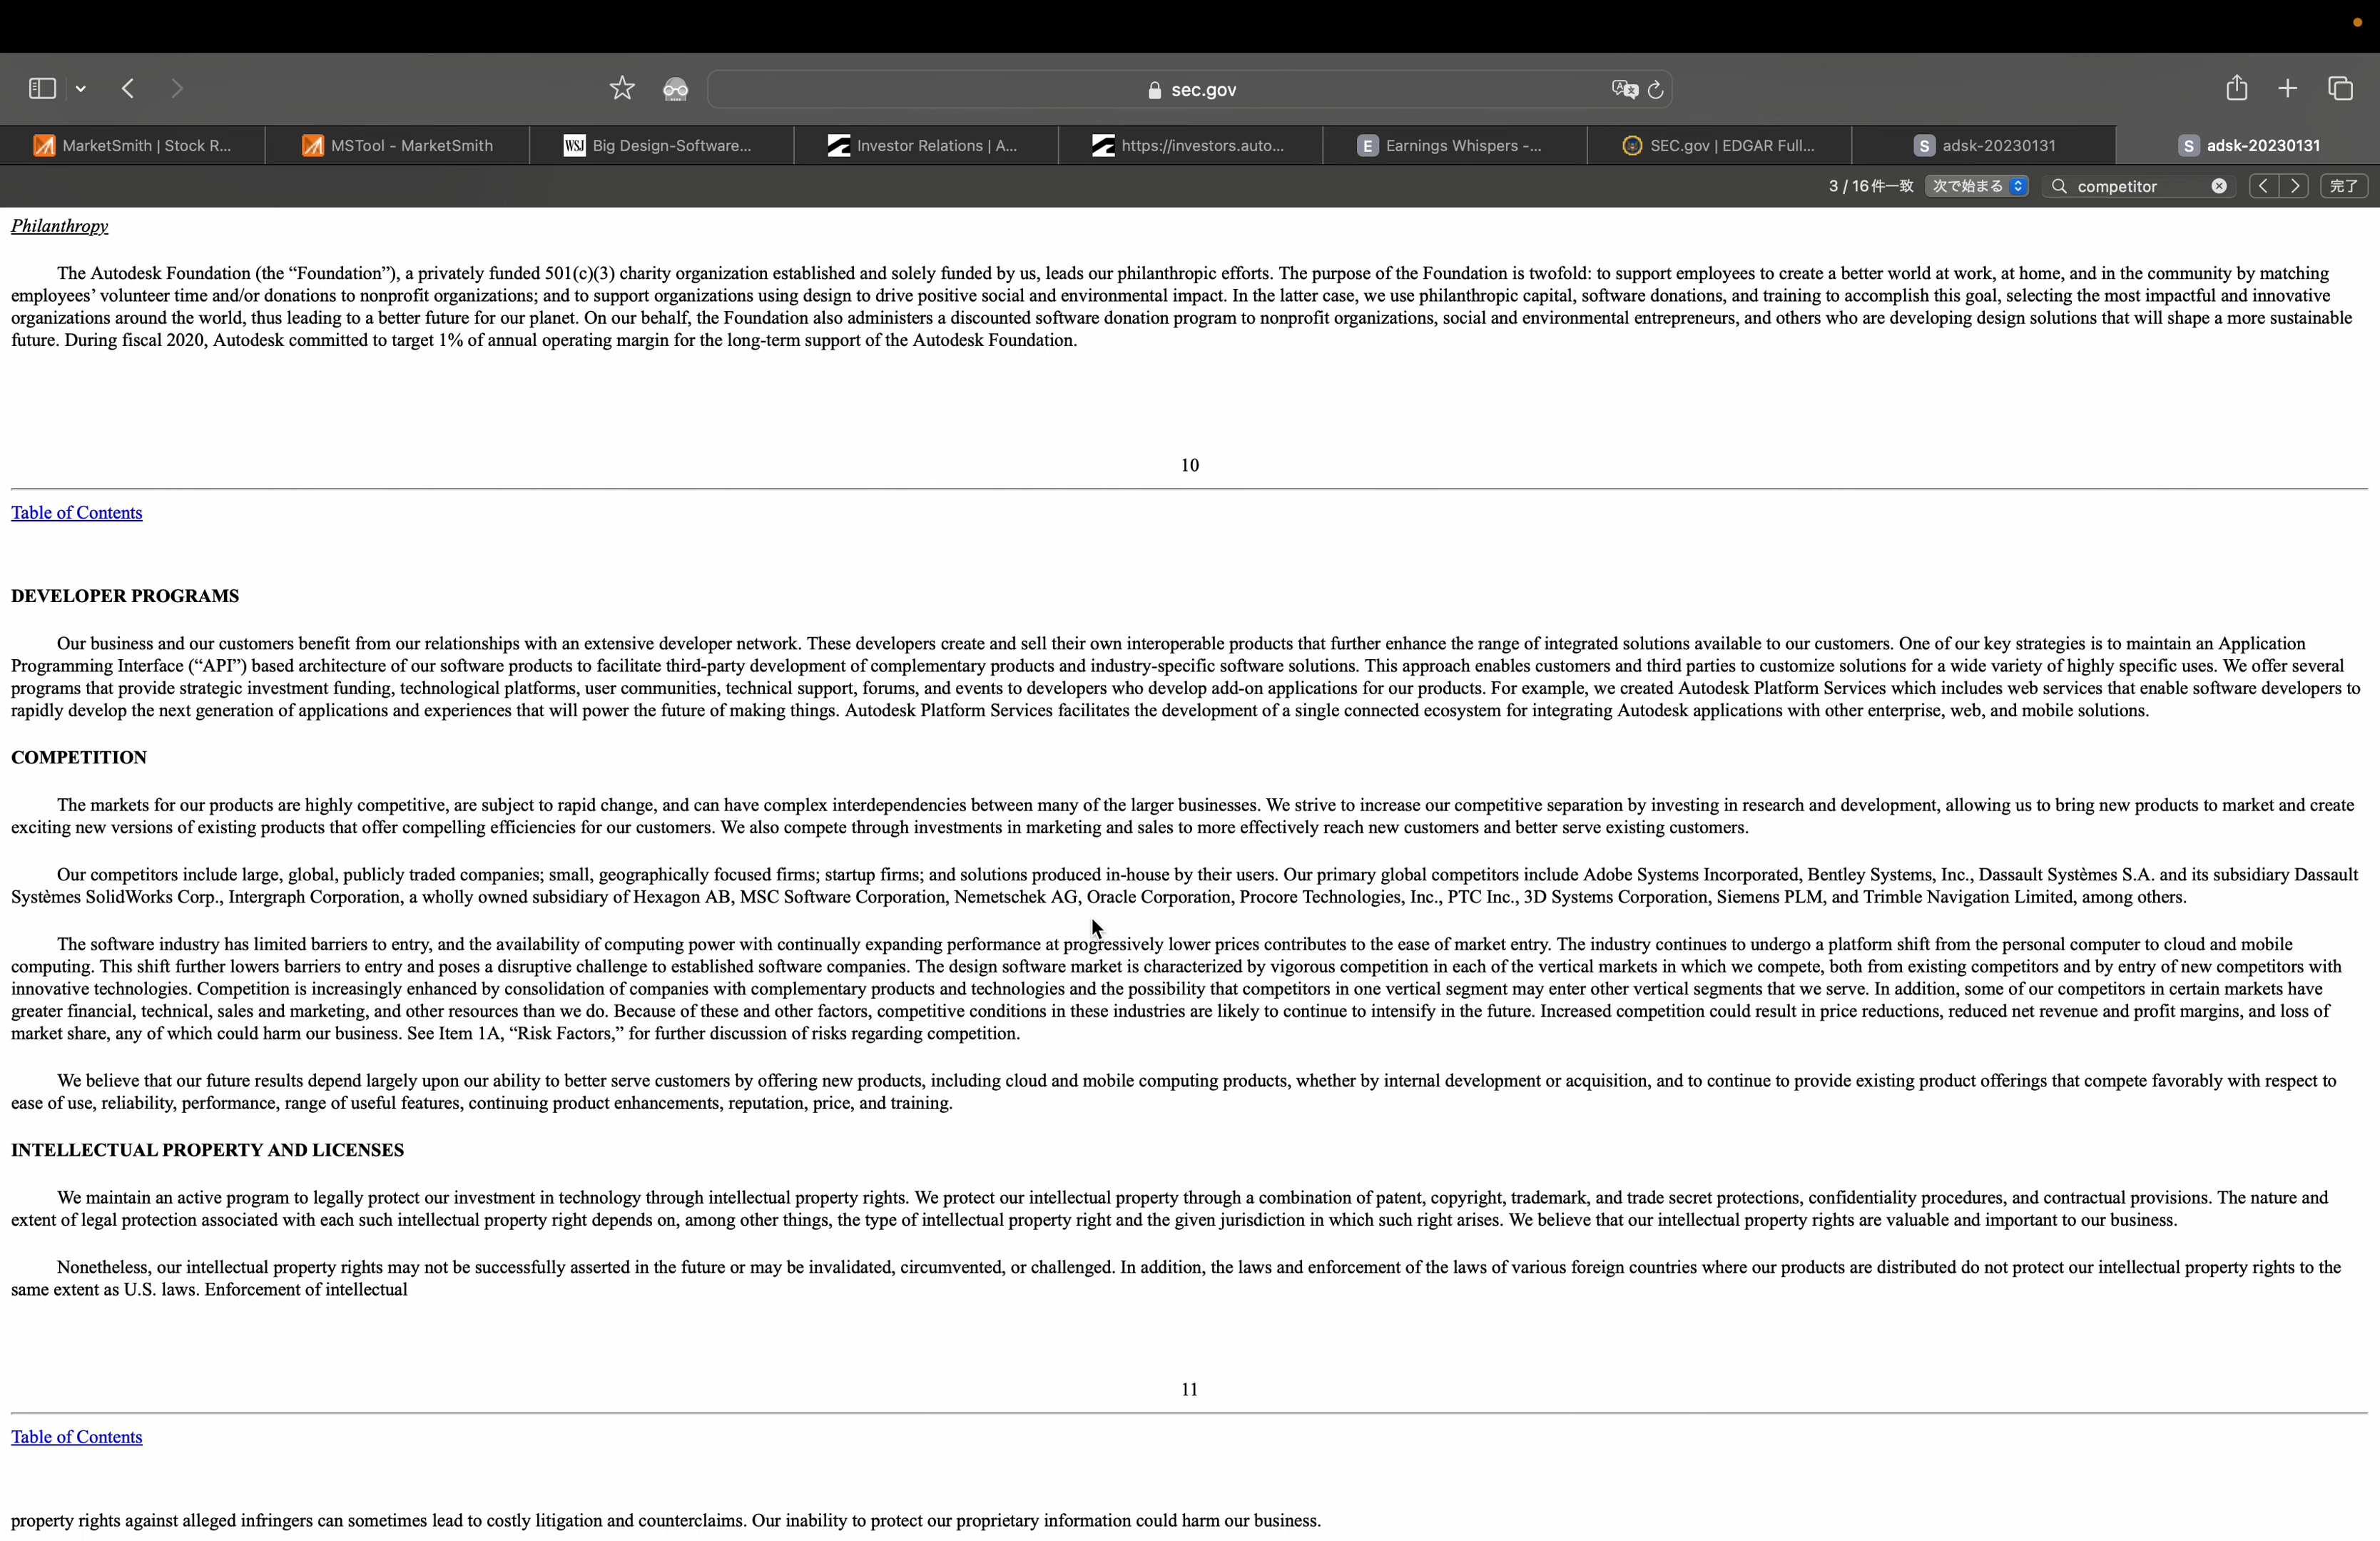 sec.gov
MarketSmith | Stock R...
MSTool - MarketSmith
WSJ Big Design-Software...
Investor Relations | A...
https://investors.auto...
E Earnings Whispers -...
SEC.gov | EDGAR Full...
S adsk-20230131
S adsk-20230131
3 / 16件一致 次で始まる competitor 完了
Philanthropy
The Autodesk Foundation (the “Foundation”), a privately funded 501(c)(3) charity organization established and solely funded by us, leads our philanthropic efforts. The purpose of the Foundation is twofold: to support employees to create a better world at work, at home, and in the community by matching
employees’ volunteer time and/or donations to nonprofit organizations; and to support organizations using design to drive positive social and environmental impact. In the latter case, we use philanthropic capital, software donations, and training to accomplish this goal, selecting the most impactful and innovative
organizations around the world, thus leading to a better future for our planet. On our behalf, the Foundation also administers a discounted software donation program to nonprofit organizations, social and environmental entrepreneurs, and others who are developing design solutions that will shape a more sustainable
future. During fiscal 2020, Autodesk committed to target 1% of annual operating margin for the long-term support of the Autodesk Foundation.
10
Table of Contents
DEVELOPER PROGRAMS
Our business and our customers benefit from our relationships with an extensive developer network. These developers create and sell their own interoperable products that further enhance the range of integrated solutions available to our customers. One of our key strategies is to maintain an Application
Programming Interface (“API”) based architecture of our software products to facilitate third-party development of complementary products and industry-specific software solutions. This approach enables customers and third parties to customize solutions for a wide variety of highly specific uses. We offer several
programs that provide strategic investment funding, technological platforms, user communities, technical support, forums, and events to developers who develop add-on applications for our products. For example, we created Autodesk Platform Services which includes web services that enable software developers to
rapidly develop the next generation of applications and experiences that will power the future of making things. Autodesk Platform Services facilitates the development of a single connected ecosystem for integrating Autodesk applications with other enterprise, web, and mobile solutions.
COMPETITION
The markets for our products are highly competitive, are subject to rapid change, and can have complex interdependencies between many of the larger businesses. We strive to increase our competitive separation by investing in research and development, allowing us to bring new products to market and create
exciting new versions of existing products that offer compelling efficiencies for our customers. We also compete through investments in marketing and sales to more effectively reach new customers and better serve existing customers.
Our competitors include large, global, publicly traded companies; small, geographically focused firms; startup firms; and solutions produced in-house by their users. Our primary global competitors include Adobe Systems Incorporated, Bentley Systems, Inc., Dassault Systèmes S.A. and its subsidiary Dassault
Systèmes SolidWorks Corp., Intergraph Corporation, a wholly owned subsidiary of Hexagon AB, MSC Software Corporation, Nemetschek AG, Oracle Corporation, Procore Technologies, Inc., PTC Inc., 3D Systems Corporation, Siemens PLM, and Trimble Navigation Limited, among others.
The software industry has limited barriers to entry, and the availability of computing power with continually expanding performance at progressively lower prices contributes to the ease of market entry. The industry continues to undergo a platform shift from the personal computer to cloud and mobile
computing. This shift further lowers barriers to entry and poses a disruptive challenge to established software companies. The design software market is characterized by vigorous competition in each of the vertical markets in which we compete, both from existing competitors and by entry of new competitors with
innovative technologies. Competition is increasingly enhanced by consolidation of companies with complementary products and technologies and the possibility that competitors in one vertical segment may enter other vertical segments that we serve. In addition, some of our competitors in certain markets have
greater financial, technical, sales and marketing, and other resources than we do. Because of these and other factors, competitive conditions in these industries are likely to continue to intensify in the future. Increased competition could result in price reductions, reduced net revenue and profit margins, and loss of
market share, any of which could harm our business. See Item 1A, “Risk Factors,” for further discussion of risks regarding competition.
We believe that our future results depend largely upon our ability to better serve customers by offering new products, including cloud and mobile computing products, whether by internal development or acquisition, and to continue to provide existing product offerings that compete favorably with respect to
ease of use, reliability, performance, range of useful features, continuing product enhancements, reputation, price, and training.
INTELLECTUAL PROPERTY AND LICENSES
We maintain an active program to legally protect our investment in technology through intellectual property rights. We protect our intellectual property through a combination of patent, copyright, trademark, and trade secret protections, confidentiality procedures, and contractual provisions. The nature and
extent of legal protection associated with each such intellectual property right depends on, among other things, the type of intellectual property right and the given jurisdiction in which such right arises. We believe that our intellectual property rights are valuable and important to our business.
Nonetheless, our intellectual property rights may not be successfully asserted in the future or may be invalidated, circumvented, or challenged. In addition, the laws and enforcement of the laws of various foreign countries where our products are distributed do not protect our intellectual property rights to the
same extent as U.S. laws. Enforcement of intellectual
11
Table of Contents
property rights against alleged infringers can sometimes lead to costly litigation and counterclaims. Our inability to protect our proprietary information could harm our business.